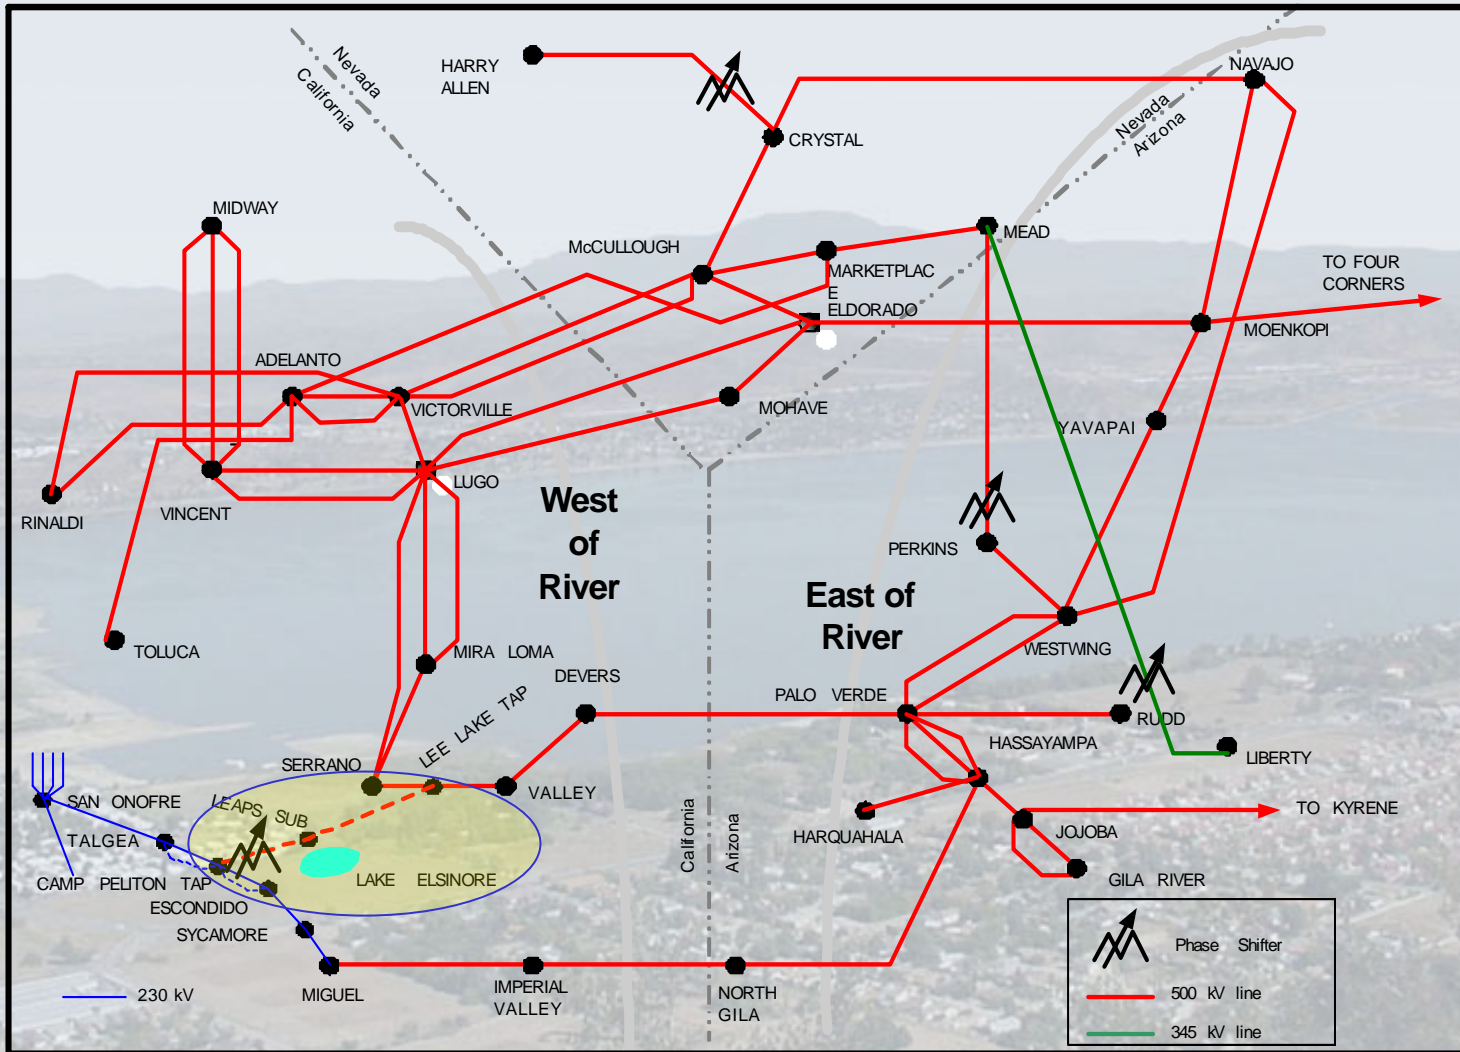 HARRY
ALLEN
Nevada
California
NAVAJO
Nevada
Arizona
CRYSTAL
MIDWAY
McCULLOUGH
MEAD
MARKETPLAC
E
ELDORADO
TO FOUR
CORNERS
MOENKOPI
ADELANTO
VICTORVILLE
MOHAVE
YAVAPAI
RINALDI
VINCENT
LUGO
West
of
River
PERKINS
East of
River
TOLUCA
MIRA LOMA
WESTWING
DEVERS
PALO VERDE
LEE LAKE TAP
RUDD
HASSAYAMPA
LIBERTY
SERRANO
VALLEY
SAN ONOFRE
LEAPS SUB
TALGEA
HARQUAHALA
JOJOBA
TO KYRENE
California
Arizona
CAMP PELITON TAP
LAKE ELSINORE
GILA RIVER
ESCONDIDO
SYCAMORE
Phase Shifter
230 kV
MIGUEL
IMPERIAL
VALLEY
NORTH
GILA
500 kV line
345 kV line